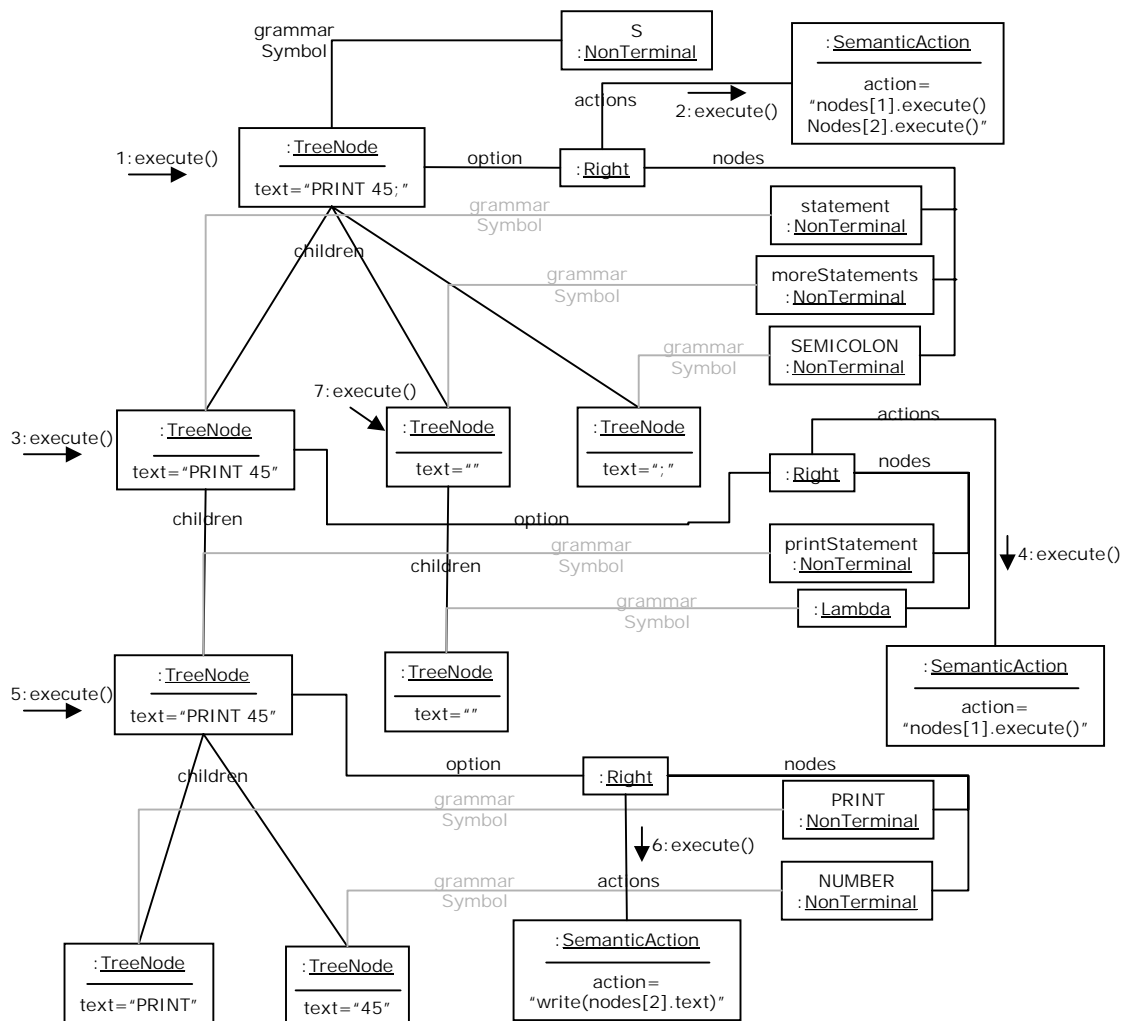 grammar
Symbol
S
:NonTerminal
:SemanticAction
action=
“nodes[1].execute()
Nodes[2].execute()”
actions
2:execute()
1:execute()
:TreeNode
text=“PRINT 45;”
option
:Right
nodes
grammar
Symbol
statement
:NonTerminal
children
grammar
Symbol
moreStatements
:NonTerminal
grammar
Symbol
SEMICOLON
:NonTerminal
7:execute()
3:execute()
:TreeNode
text=“PRINT 45”
:TreeNode
text=“”
:TreeNode
text=“;”
actions
:Right
nodes
children
option
grammar
Symbol
printStatement
:NonTerminal
4:execute()
children
grammar
Symbol
:Lambda
5:execute()
:TreeNode
text=“PRINT 45”
:TreeNode
text=“”
:SemanticAction
action=
“nodes[1].execute()”
children
option
:Right
nodes
grammar
Symbol
PRINT
:NonTerminal
6:execute()
grammar
Symbol
actions
NUMBER
:NonTerminal
:TreeNode
text=“PRINT”
:TreeNode
text=“45”
:SemanticAction
action=
“write(nodes[2].text)”